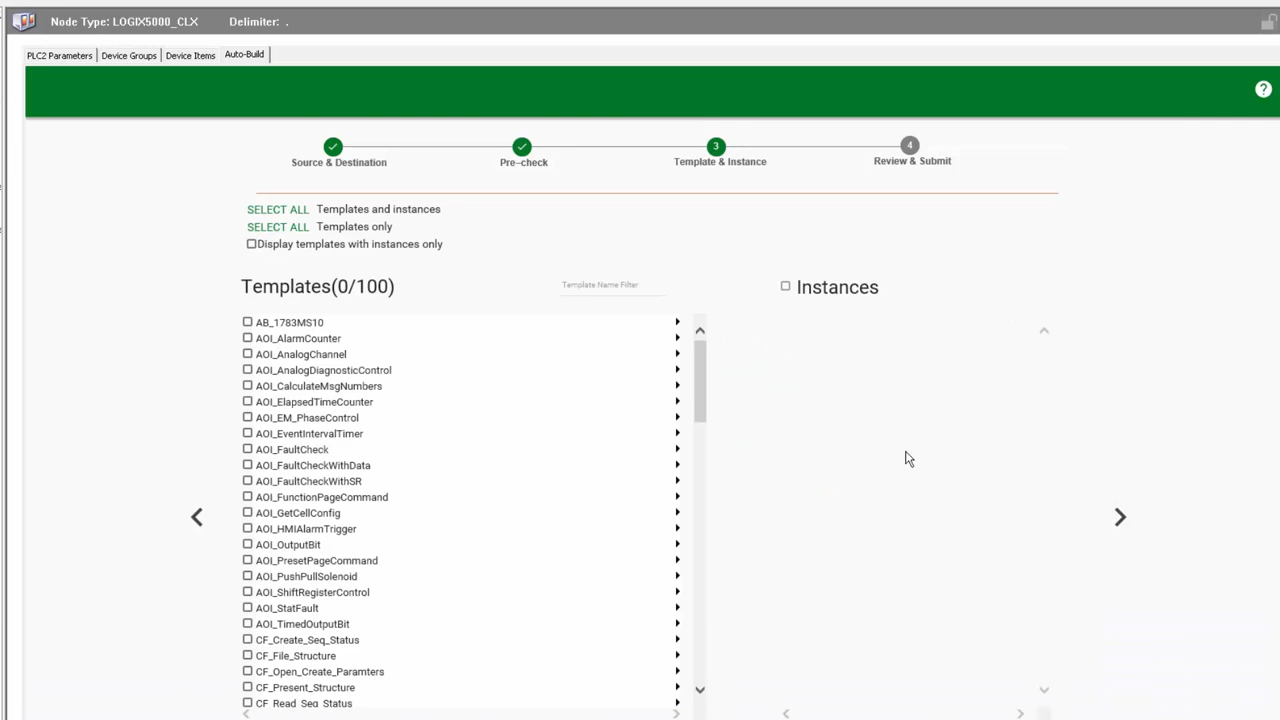 Node Type: LOGIX5000_CLX Delimiter: .
PLC2 Parameters Device Groups Device Items Auto-Build
?
3 4
Source & Destination Pre-check Template & Instance Review & Submit
SELECT ALL Templates and instances
SELECT ALL Templates only
Display templates with instances only
Templates(0/100) Template Name Filter Instances
AB_1783MS10
AOI_AlarmCounter
AOI_AnalogChannel
AOI_AnalogDiagnosticControl
AOI_CalculateMsgNumbers
AOI_ElapsedTimeCounter
AOI_EM_PhaseControl
AOI_EventIntervalTimer
AOI_FaultCheck
AOI_FaultCheckWithData
AOI_FaultCheckWithSR
AOI_FunctionPageCommand
AOI_GetCellConfig
AOI_HMIAlarmTrigger
AOI_OutputBit
AOI_PresetPageCommand
AOI_PushPullSolenoid
AOI_ShiftRegisterControl
AOI_StatFault
AOI_TimedOutputBit
CF_Create_Seq_Status
CF_File_Structure
CF_Open_Create_Paramters
CF_Present_Structure
CF_Read_Seq_Status